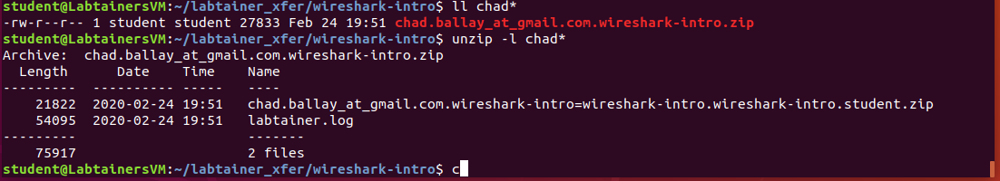 student@LabtainersVM:~/labtainer_xfer/wireshark-intro$ ll chad*
-rw-r--r-- 1 student student 27833 Feb 24 19:51 chad.ballay_at_gmail.com.wireshark-intro.zip
student@LabtainersVM:~/labtainer_xfer/wireshark-intro$ unzip -l chad*
Archive:  chad.ballay_at_gmail.com.wireshark-intro.zip
  Length      Date    Time    Name
---------  ---------- -----   ----
    21822  2020-02-24 19:51   chad.ballay_at_gmail.com.wireshark-intro=wireshark-intro.wireshark-intro.student.zip
    54095  2020-02-24 19:51   labtainer.log
---------                     -------
    75917                     2 files
student@LabtainersVM:~/labtainer_xfer/wireshark-intro$ c